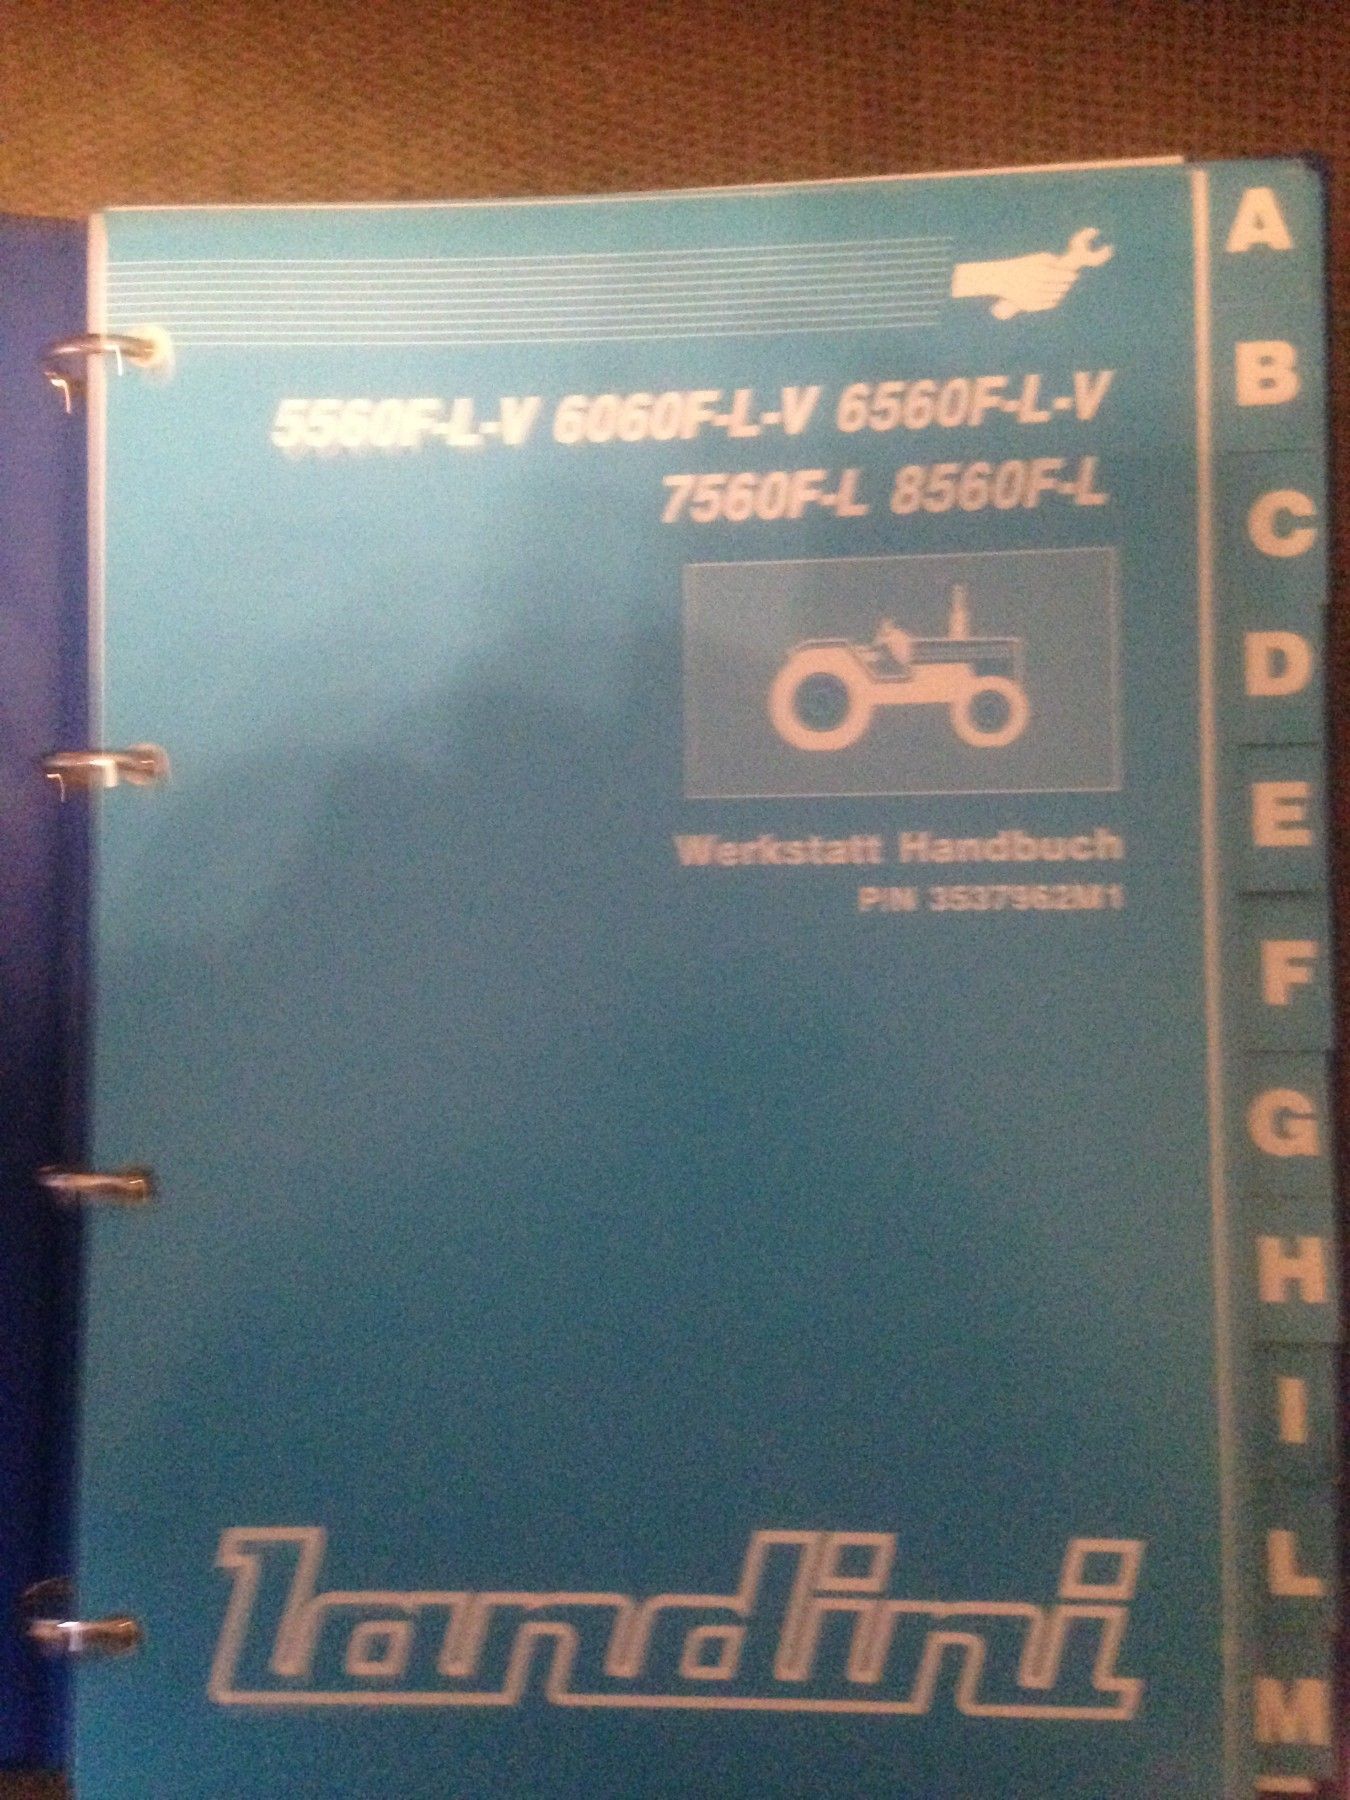 5560F-L-V 6060F-L-V 6560F-L-V
7560F-L 8560F-L
Werkstatt Handbuch
P/N 3537962M1
Landini
A
B
C
D
E
F
G
H
I
L
M